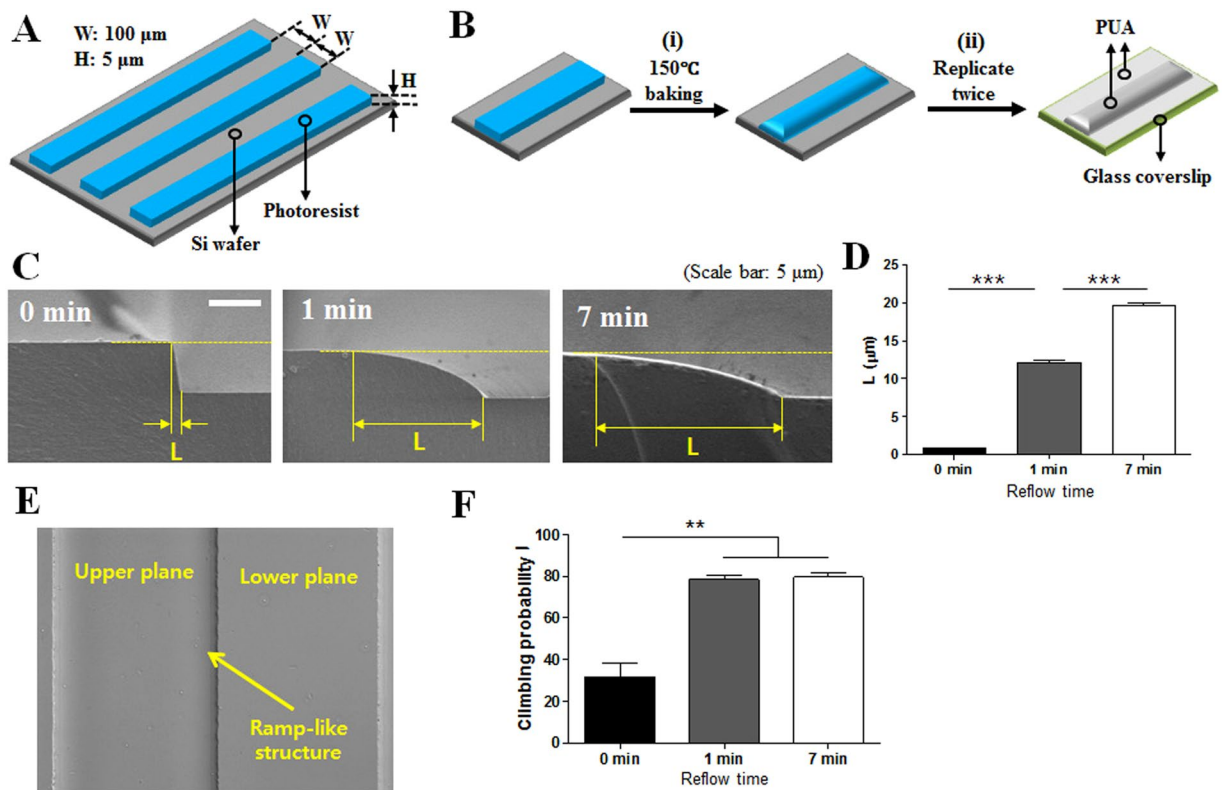 A
W: 100 μm
H: 5 μm
W
W
H
Photoresist
Si wafer
B
(i)
150℃
baking
(ii)
Replicate
twice
PUA
Glass coverslip
C
(Scale bar: 5 μm)
0 min
L
1 min
L
7 min
L
D
L (μm)
25
20
15
10
5
0
***
***
0 min
1 min
7 min
Reflow time
E
Upper plane
Lower plane
Ramp-like
structure
F
Climbing probability I
100
80
60
40
20
0
**
0 min
1 min
7 min
Reflow time